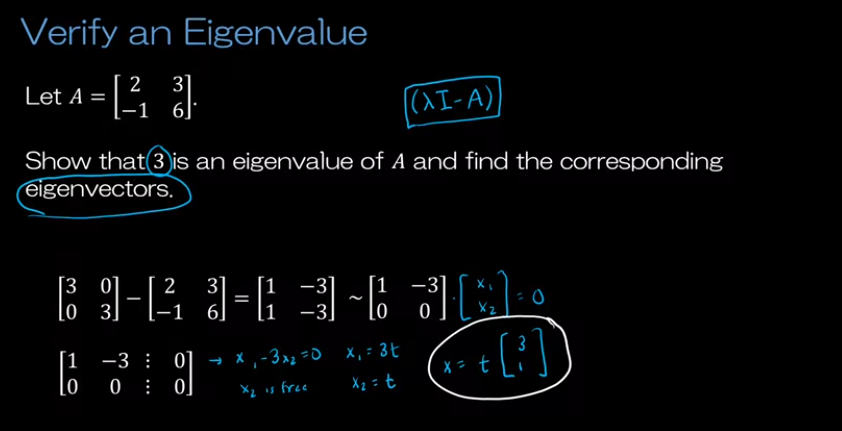 Verify an Eigenvalue
Let A = [2 3; −1 6].
(λI-A)
Show that 3 is an eigenvalue of A and find the corresponding
eigenvectors.
[3 0; 0 3] − [2 3; −1 6] = [1 −3; 1 −3] ~ [1 −3; 0 0] · [x₁; x₂] = 0
[1 −3 ⋮ 0; 0 0 ⋮ 0] → x₁-3x₂=0 x₁=3t
x₂ is free x₂=t
x = t [3; 1]